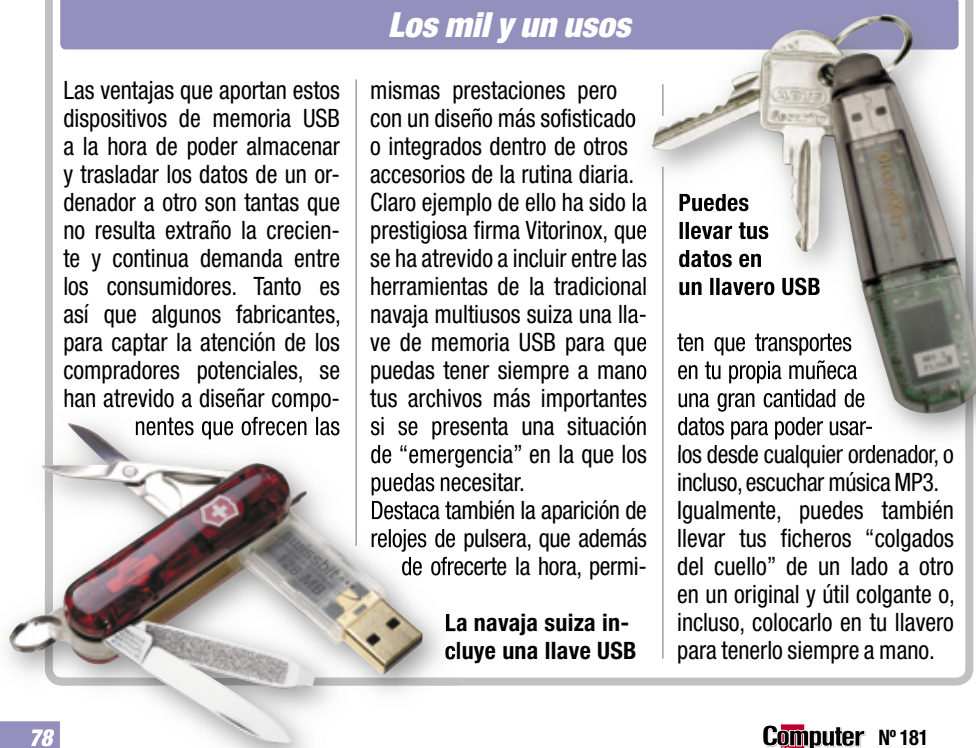 Los mil y un usos
Las ventajas que aportan estos
dispositivos de memoria USB
a la hora de poder almacenar
y trasladar los datos de un or-
denador a otro son tantas que
no resulta extraño la crecien-
te y continua demanda entre
los consumidores. Tanto es
así que algunos fabricantes,
para captar la atención de los
compradores potenciales, se
han atrevido a diseñar compo-
nentes que ofrecen las
mismas prestaciones pero
con un diseño más sofisticado
o integrados dentro de otros
accesorios de la rutina diaria.
Claro ejemplo de ello ha sido la
prestigiosa firma Vitorinox, que
se ha atrevido a incluir entre las
herramientas de la tradicional
navaja multiusos suiza una lla-
ve de memoria USB para que
puedas tener siempre a mano
tus archivos más importantes
si se presenta una situación
de “emergencia” en la que los
puedas necesitar.
Destaca también la aparición de
relojes de pulsera, que además
de ofrecerte la hora, permi-
La navaja suiza in-
cluye una llave USB
Puedes
llevar tus
datos en
un llavero USB
ten que transportes
en tu propia muñeca
una gran cantidad de
datos para poder usar-
los desde cualquier ordenador, o
incluso, escuchar música MP3.
Igualmente, puedes también
llevar tus ficheros “colgados
del cuello” de un lado a otro
en un original y útil colgante o,
incluso, colocarlo en tu llavero
para tenerlo siempre a mano.
swissbit
78
Computer Nº 181